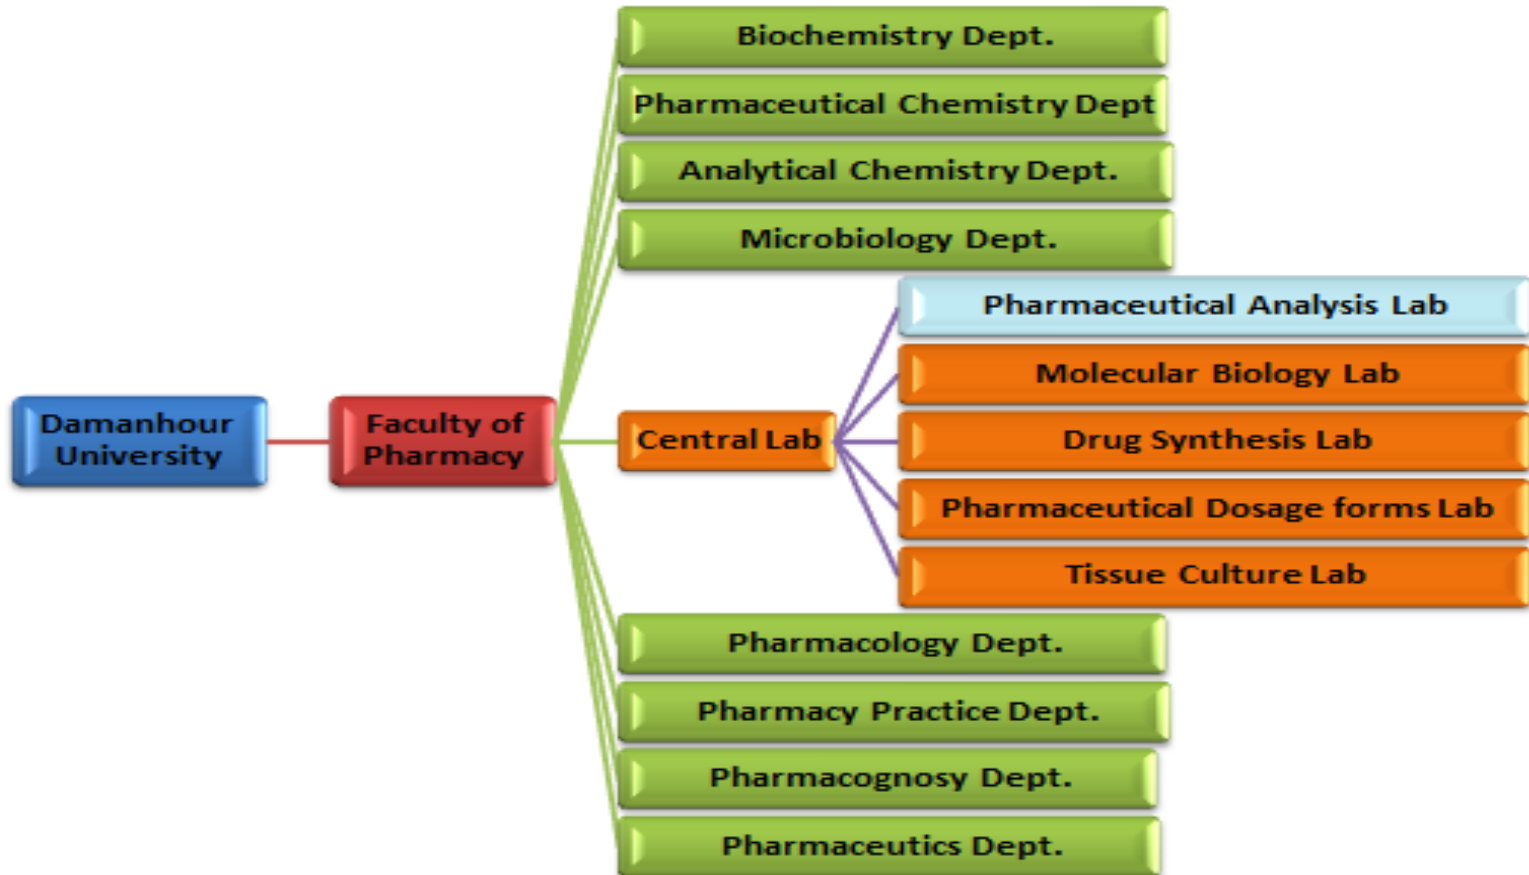 Biochemistry Dept.
Pharmaceutical Chemistry Dept
Analytical Chemistry Dept.
Microbiology Dept.
Pharmaceutical Analysis Lab
Molecular Biology Lab
Damanhour
University
Faculty of
Pharmacy
Central Lab
Drug Synthesis Lab
Pharmaceutical Dosage forms Lab
Tissue Culture Lab
Pharmacology Dept.
Pharmacy Practice Dept.
Pharmacognosy Dept.
Pharmaceutics Dept.